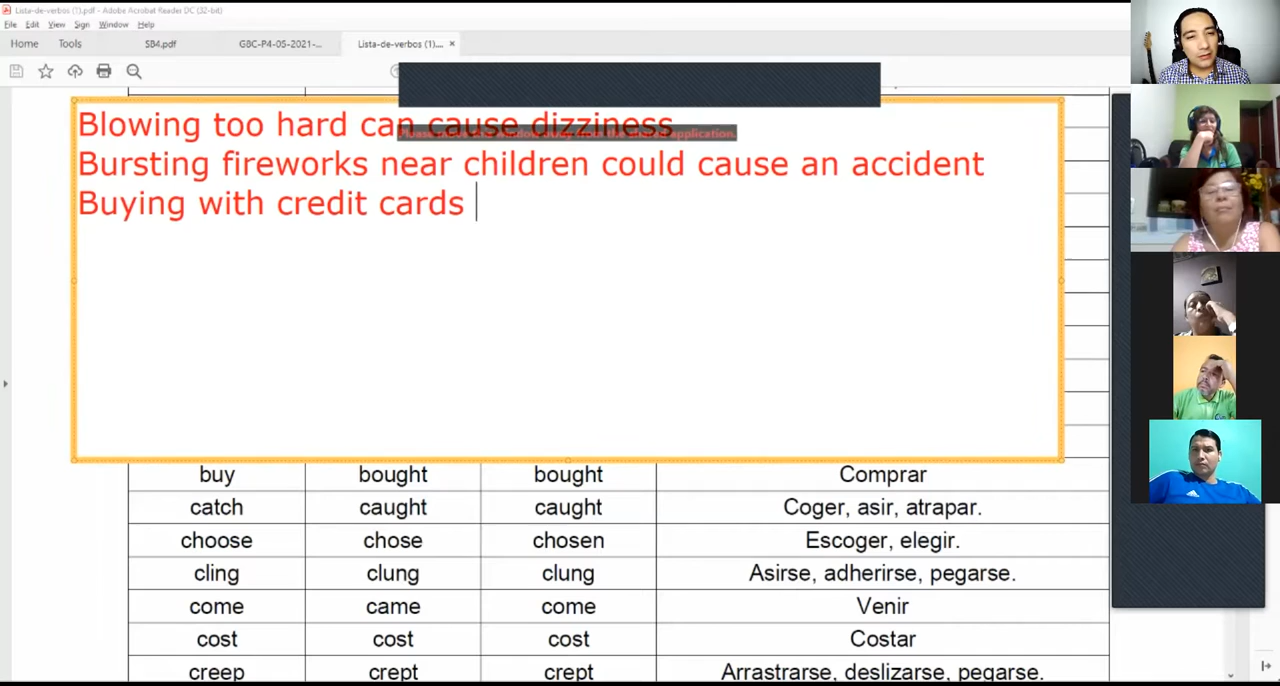 Lista-de-verbos (1).pdf - Adobe Acrobat Reader DC (32-bit)
File Edit View Sign Window Help
Home Tools SB4.pdf GBC-P4-0S-2021-... Lista-de-verbos (1).... ×
Blowing too hard can cause dizziness
Bursting fireworks near children could cause an accident
Buying with credit cards
buy bought bought Comprar
catch caught caught Coger, asir, atrapar.
choose chose chosen Escoger, elegir.
cling clung clung Asirse, adherirse, pegarse.
come came come Venir
cost cost cost Costar
creep crept crept Arrastrarse, deslizarse, pegarse.